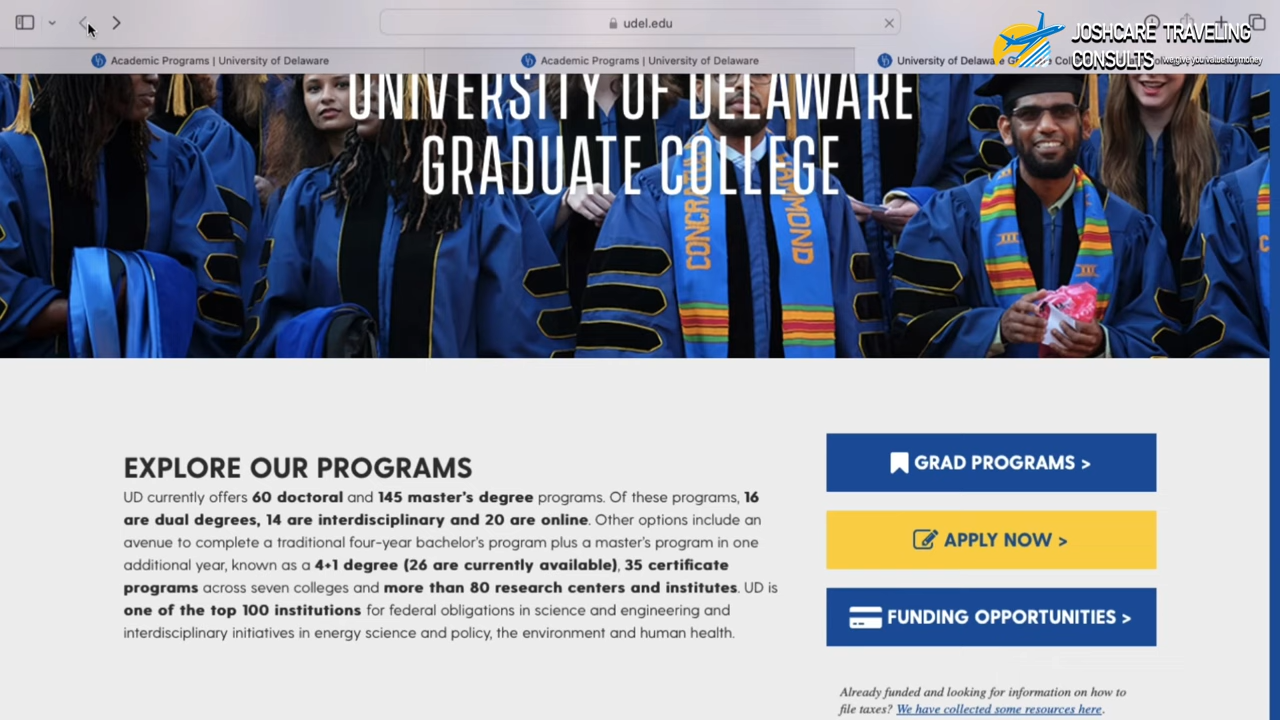 udel.edu
JOSHCARE TRAVELING
CONSULTS we give you value for money
Academic Programs | University of Delaware
Academic Programs | University of Delaware
University of Delaware
UNIVERSITY OF DELAWARE
GRADUATE COLLEGE
EXPLORE OUR PROGRAMS
UD currently offers 60 doctoral and 145 master's degree programs. Of these programs, 16
are dual degrees, 14 are interdisciplinary and 20 are online. Other options include an
avenue to complete a traditional four-year bachelor's program plus a master's program in one
additional year, known as a 4+1 degree (26 are currently available), 35 certificate
programs across seven colleges and more than 80 research centers and institutes. UD is
one of the top 100 institutions for federal obligations in science and engineering and
interdisciplinary initiatives in energy science and policy, the environment and human health.
GRAD PROGRAMS >
APPLY NOW >
FUNDING OPPORTUNITIES >
Already funded and looking for information on how to
file taxes? We have collected some resources here.